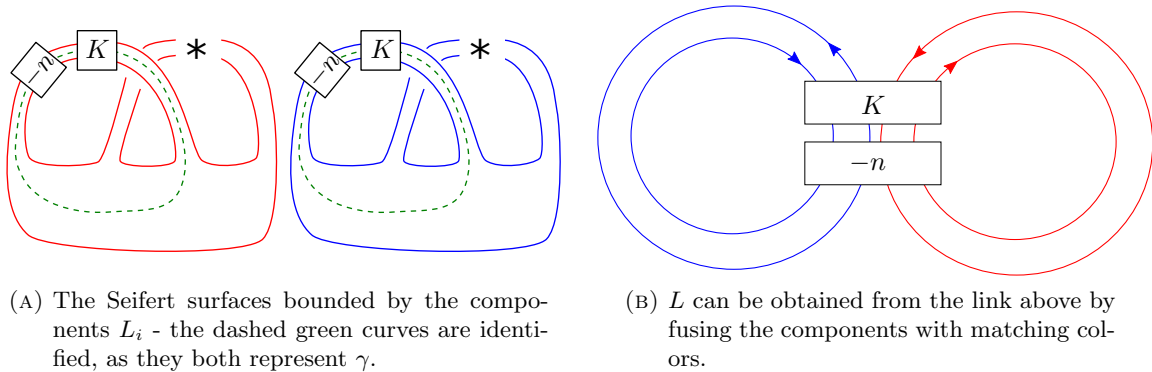 −n K * −n K *
K
−n
(A) The Seifert surfaces bounded by the compo-
nents L_i - the dashed green curves are identi-
fied, as they both represent γ.
(B) L can be obtained from the link above by
fusing the components with matching col-
ors.